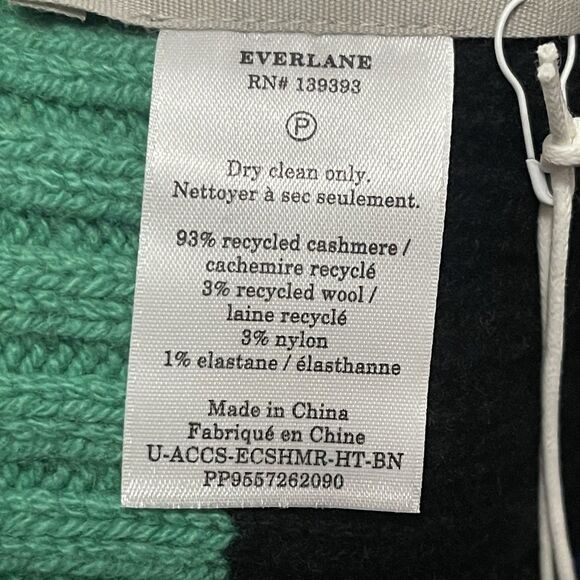 EVERLANE
RN# 139393
P
Dry clean only.
Nettoyer à sec seulement.
93% recycled cashmere /
cachemire recyclé
3% recycled wool /
laine recyclé
3% nylon
1% elastane / élasthanne
Made in China
Fabriqué en Chine
U-ACCS-ECSHMR-HT-BN
PP9557262090